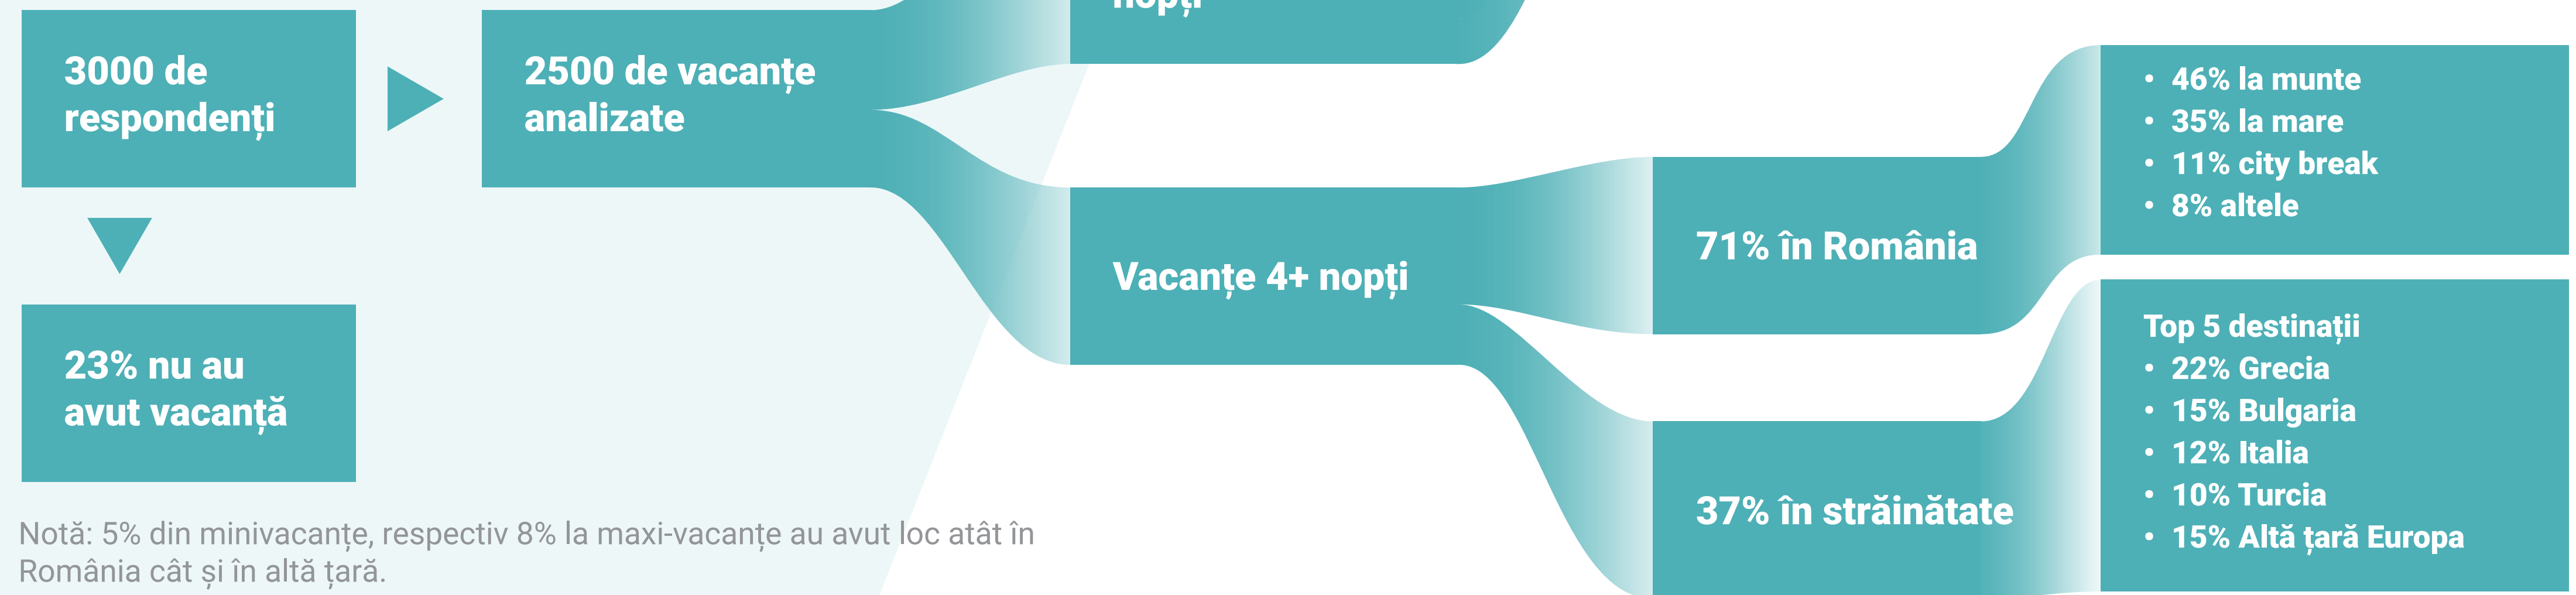 3000 de
respondenți
2500 de vacanțe
analizate
nopți
23% nu au
avut vacanță
Vacanțe 4+ nopți
71% în România
• 46% la munte
• 35% la mare
• 11% city break
• 8% altele
37% în străinătate
Top 5 destinații
• 22% Grecia
• 15% Bulgaria
• 12% Italia
• 10% Turcia
• 15% Altă țară Europa
Notă: 5% din minivacanțe, respectiv 8% la maxi-vacanțe au avut loc atât în
România cât și în altă țară.